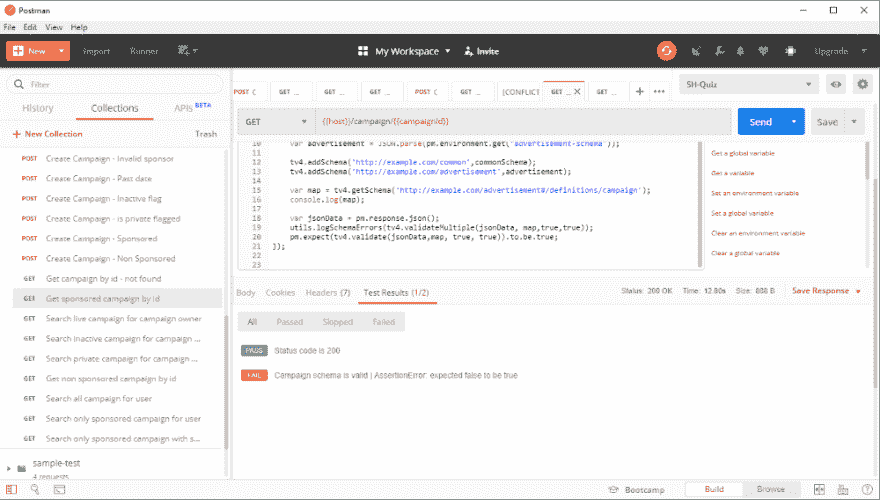 Postman
File Edit View Help
New Import Runner My Workspace Invite Upgrade
Filter
History Collections APIs BETA
New Collection Trash
POST Create Campaign - Invalid sponsor
POST Create Campaign - Past date
POST Create Campaign - Inactive flag
POST Create Campaign - is private flagged
POST Create Campaign - Sponsored
POST Create Campaign - Non Sponsored
GET Get campaign by id - not found
GET Get sponsored campaign by id
GET Search live campaign for campaign owner
GET Search inactive campaign for campaign ...
GET Search private campaign for campaign ...
GET Get non sponsored campaign by id
GET Search all campaign for user
GET Search only sponsored campaign for user
GET Search only sponsored campaign with s...
sample-test
4 requests
POST C GET ... GET ... GET ... POST C GET ... [CONFLICT GET ... X GET ... + •••
SH-Quiz
GET {{host}}/campaign/{{campaignId}} Send Save
10 var advertisement = JSON.parse(pm.environment.get("advertisement-schema"));
11
12 tv4.addSchema('http://example.com/common',commonSchema);
13 tv4.addSchema('http://example.com/advertisement',advertisement);
14
15 var map = tv4.getSchema('http://example.com/advertisement#/definitions/campaign');
16 console.log(map);
17
18 var jsonData = pm.response.json();
19 utils.logSchemaErrors(tv4.validateMultiple(jsonData, map,true,true));
20 pm.expect(tv4.validate(jsonData,map, true, true)).to.be.true;
21 });
22
23
Get a global variable
Get a variable
Set an environment variable
Set a global variable
Clear an environment variable
Clear a global variable
Body Cookies Headers (7) Test Results (1/2) Status: 200 OK Time: 12.80s Size: 808 B Save Response
All Passed Skipped Failed
PASS Status code is 200
FAIL Campaign schema is valid | AssertionError: expected false to be true
Bootcamp Build Browse